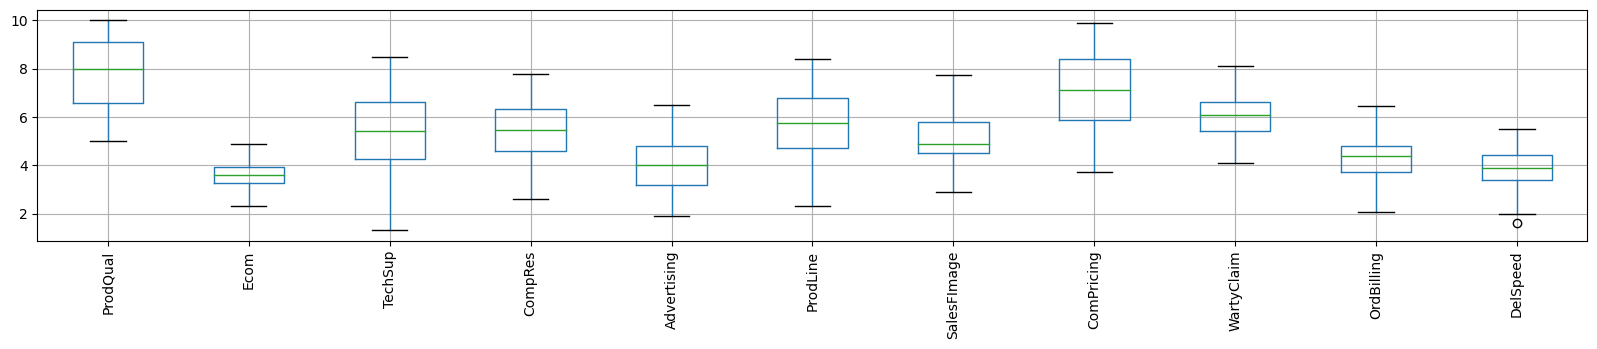 10
8
6
4
2
ProdQual
Ecom
TechSup
CompRes
Advertising
ProdLine
SalesFImage
ComPricing
WartyClaim
OrdBilling
DelSpeed